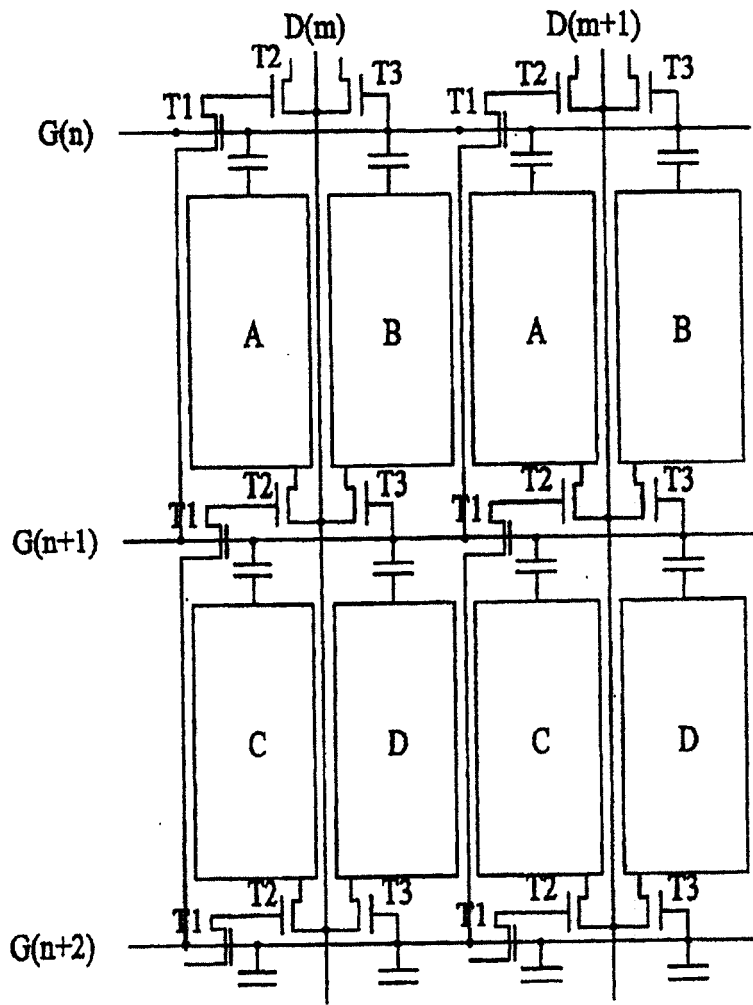 D(m) D(m+1)
T2 T3 T2 T3
T1 T1
G(n)
A B A B
T2 T3 T2 T3
T1 T1
G(n+1)
C D C D
T2 T3 T2 T3
T1 T1
G(n+2)